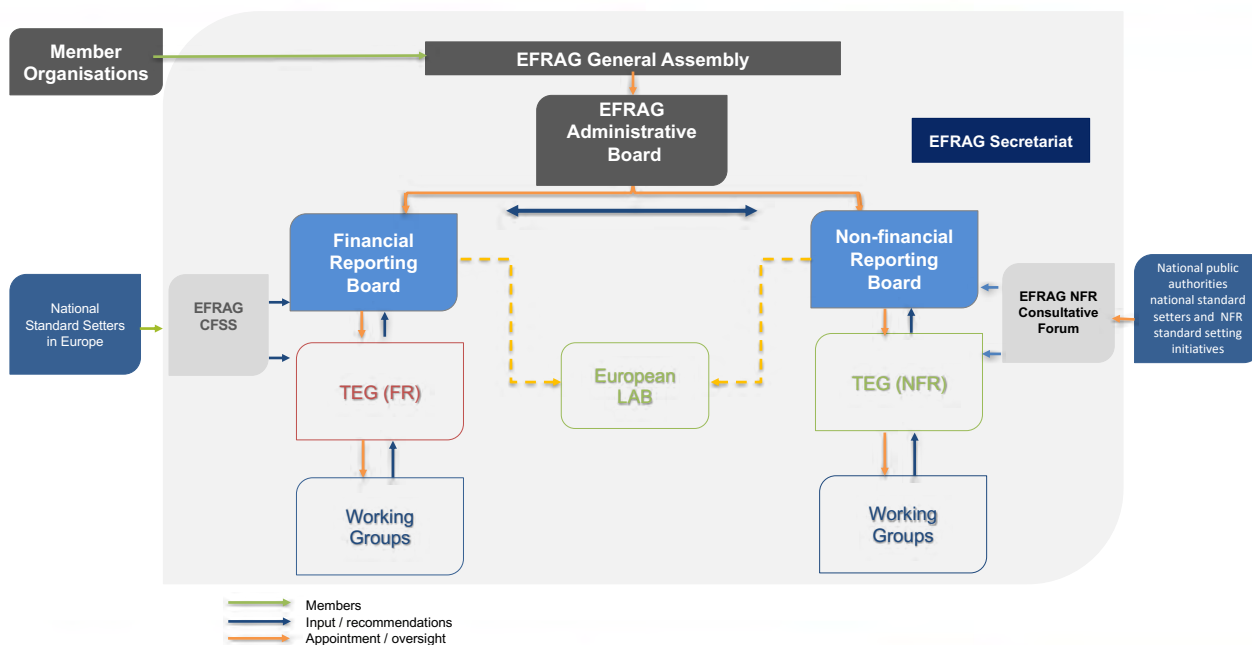 Member
Organisations
EFRAG General Assembly
EFRAG
Administrative
Board
EFRAG Secretariat
Financial
Reporting
Board
Non-financial
Reporting
Board
National
Standard Setters
in Europe
EFRAG
CFSS
EFRAG NFR
Consultative
Forum
National public
authorities
national standard
setters and NFR
standard setting
initiatives
TEG (FR)
European
LAB
TEG (NFR)
Working
Groups
Working
Groups
Members
Input / recommendations
Appointment / oversight